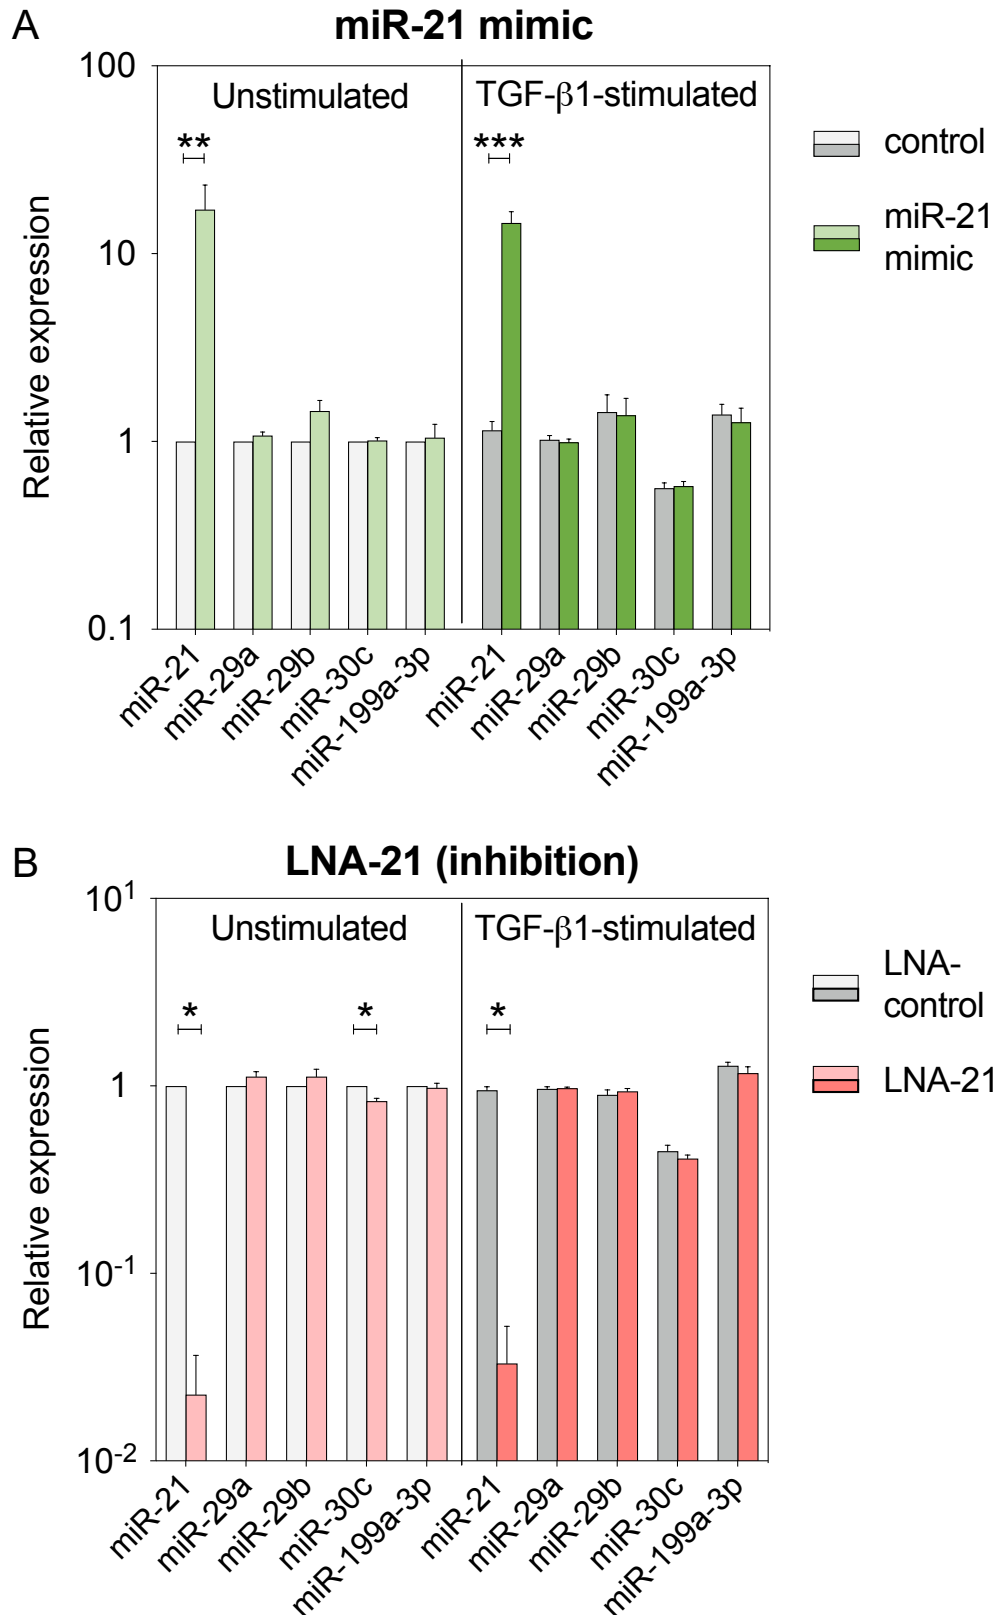 A
miR-21 mimic
100
10
1
0.1
Relative expression
Unstimulated
TGF-β1-stimulated
**
***
control
miR-21
mimic
miR-21
miR-29a
miR-29b
miR-30c
miR-199a-3p
miR-21
miR-29a
miR-29b
miR-30c
miR-199a-3p
B
LNA-21 (inhibition)
10¹
1
10⁻¹
10⁻²
Relative expression
Unstimulated
TGF-β1-stimulated
*
*
*
LNA-
control
LNA-21
miR-21
miR-29a
miR-29b
miR-30c
miR-199a-3p
miR-21
miR-29a
miR-29b
miR-30c
miR-199a-3p